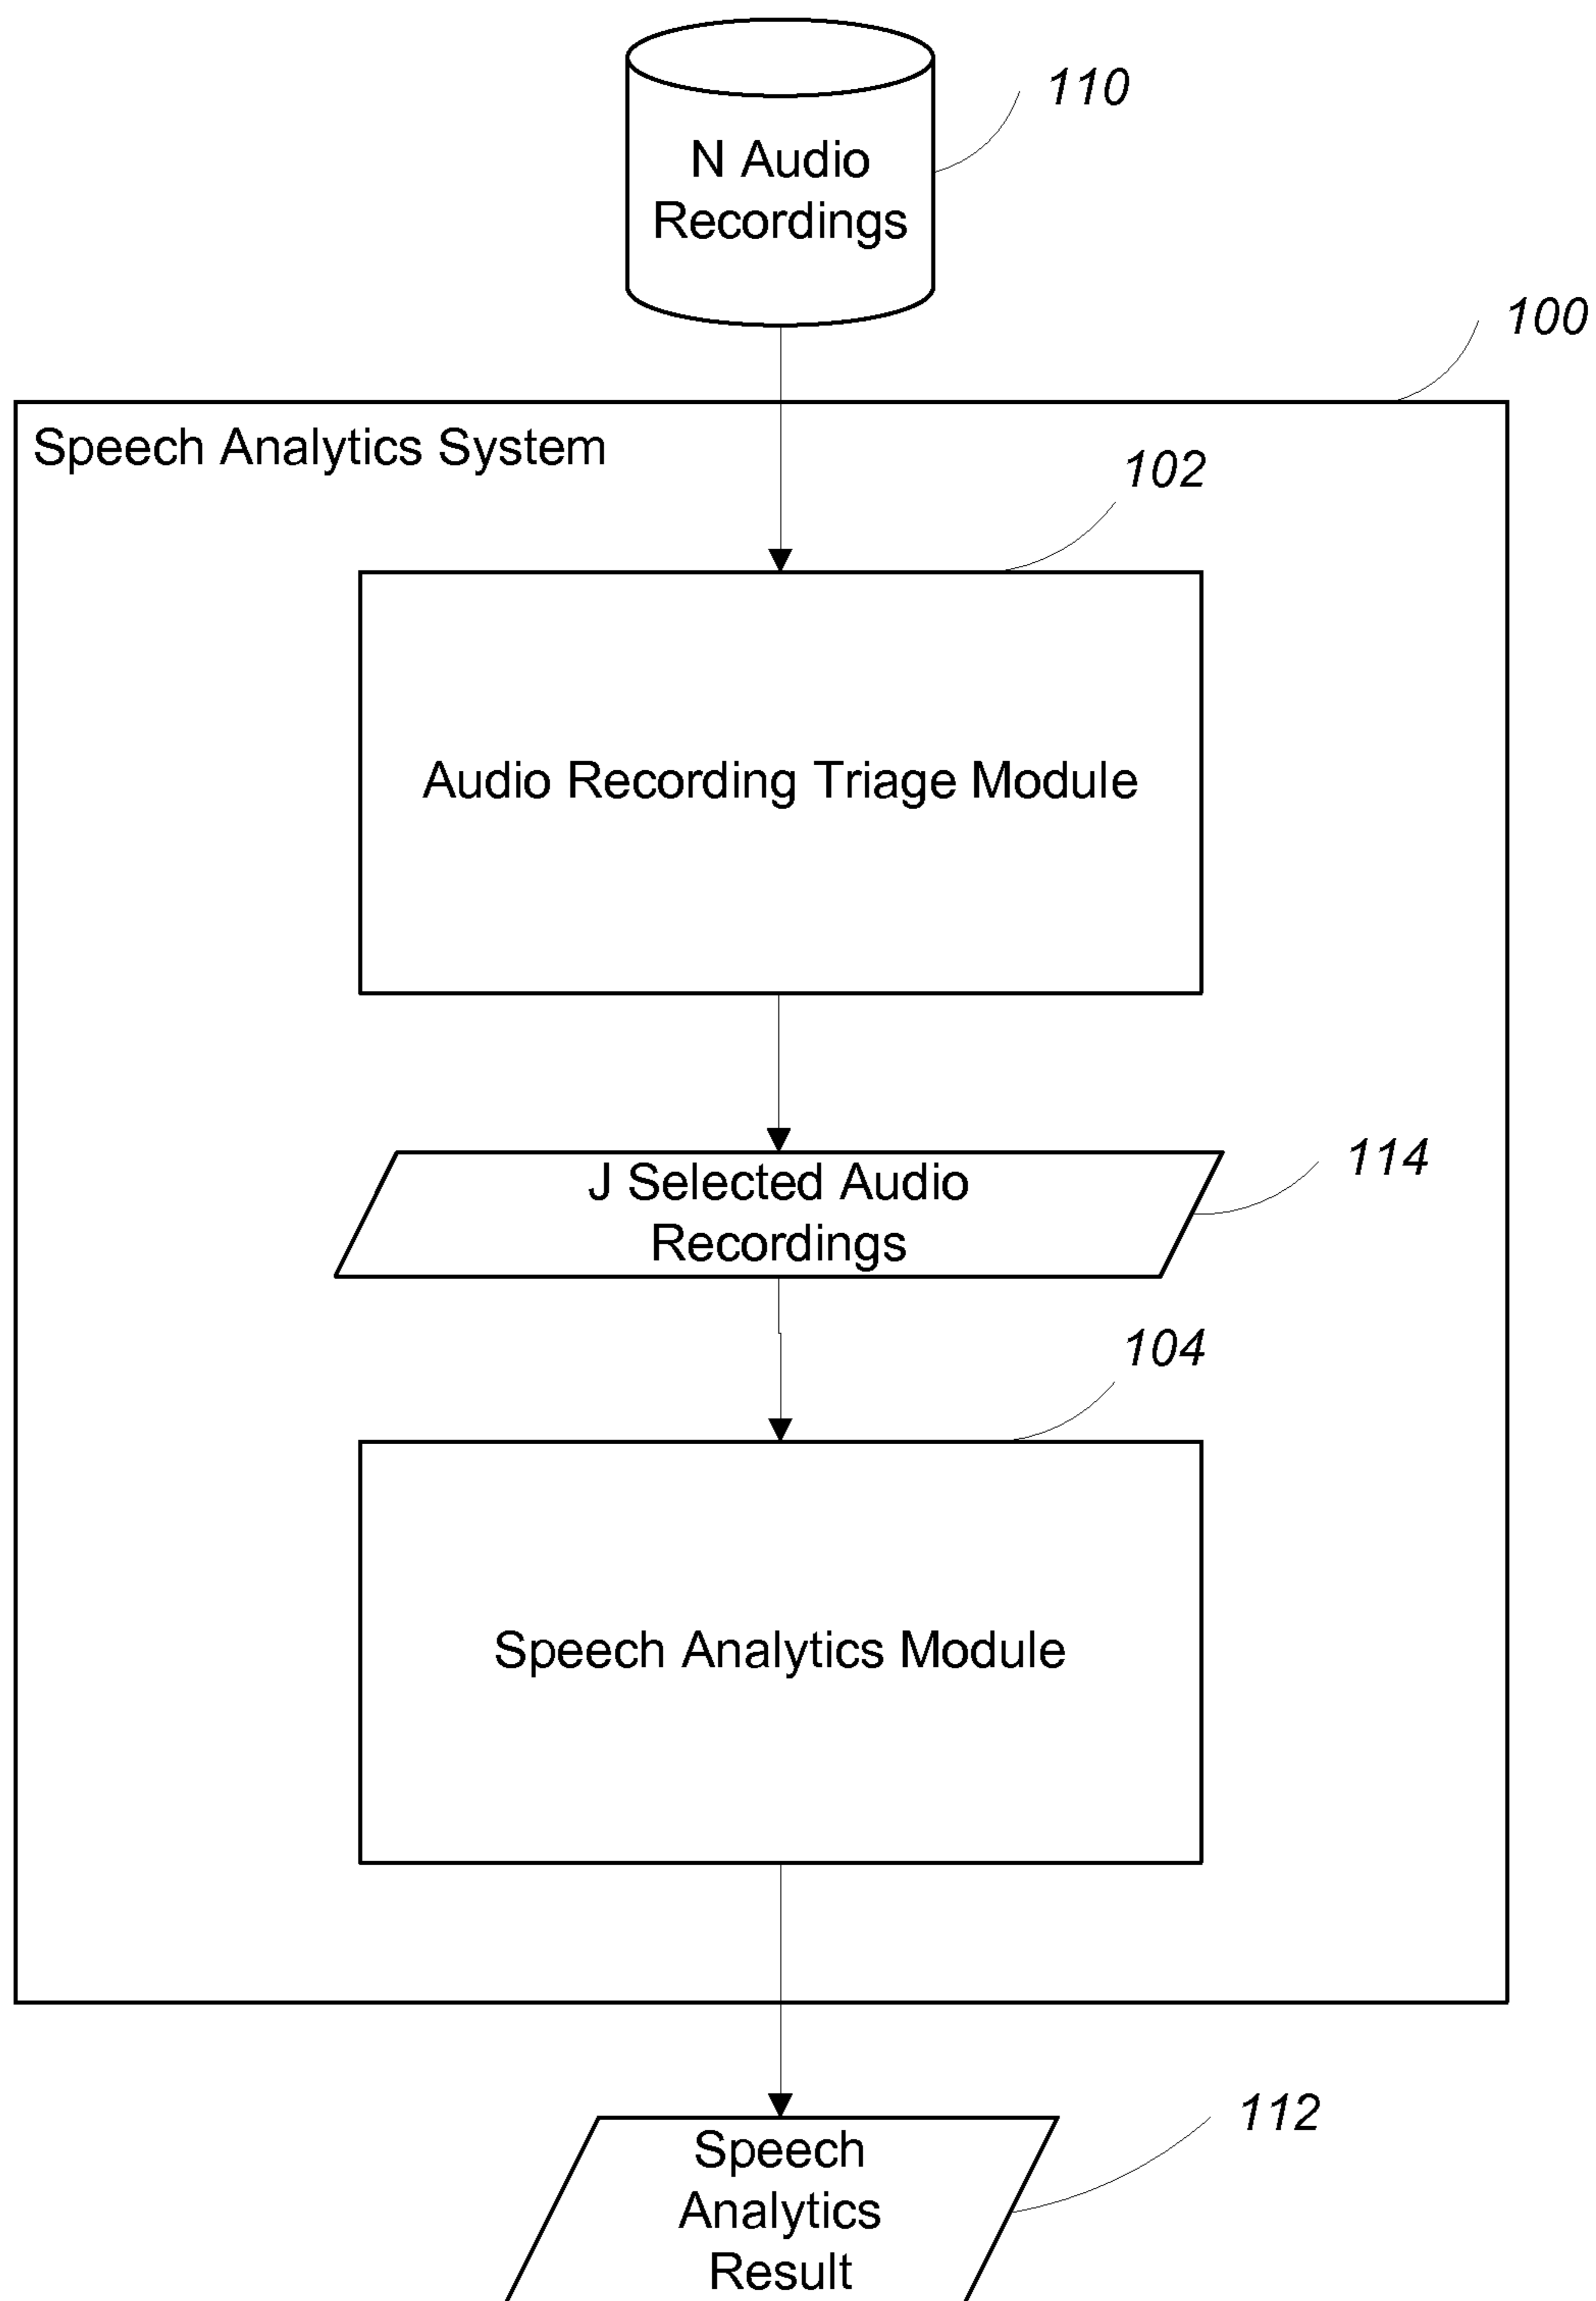 110
N Audio
Recordings
100
Speech Analytics System
102
Audio Recording Triage Module
114
J Selected Audio
Recordings
104
Speech Analytics Module
112
Speech
Analytics
Result